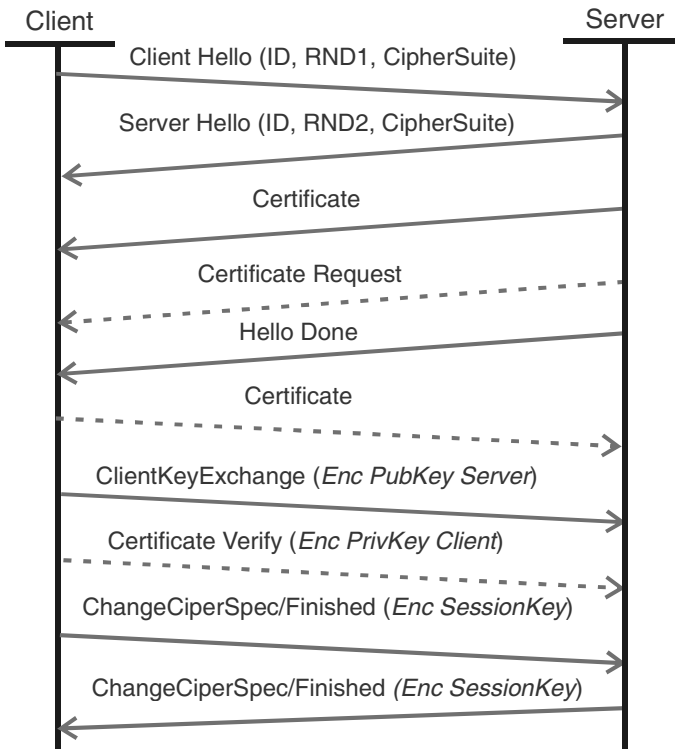 Client
Server
Client Hello (ID, RND1, CipherSuite)
Server Hello (ID, RND2, CipherSuite)
Certificate
Certificate Request
Hello Done
Certificate
ClientKeyExchange (Enc PubKey Server)
Certificate Verify (Enc PrivKey Client)
ChangeCiperSpec/Finished (Enc SessionKey)
ChangeCiperSpec/Finished (Enc SessionKey)